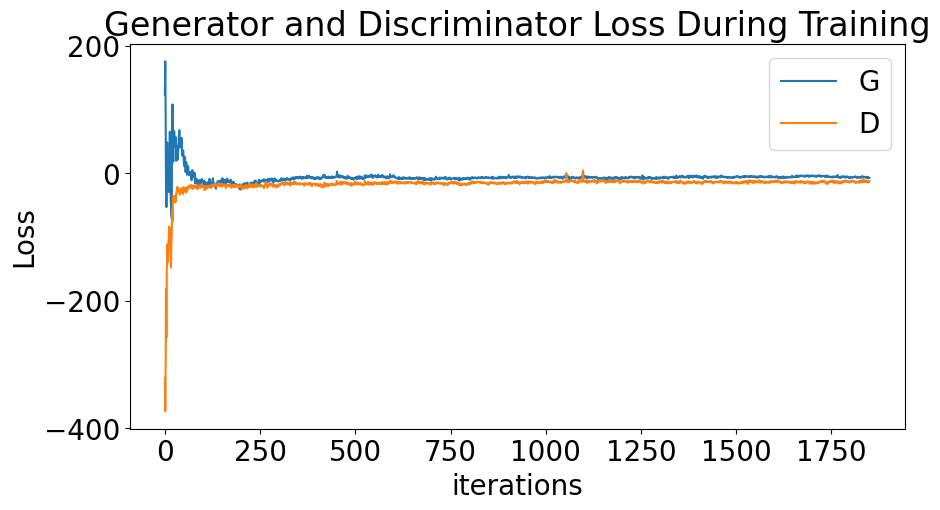 Generator and Discriminator Loss During Training
200
0
−200
−400
Loss
G
D
0 250 500 750 1000 1250 1500 1750
iterations